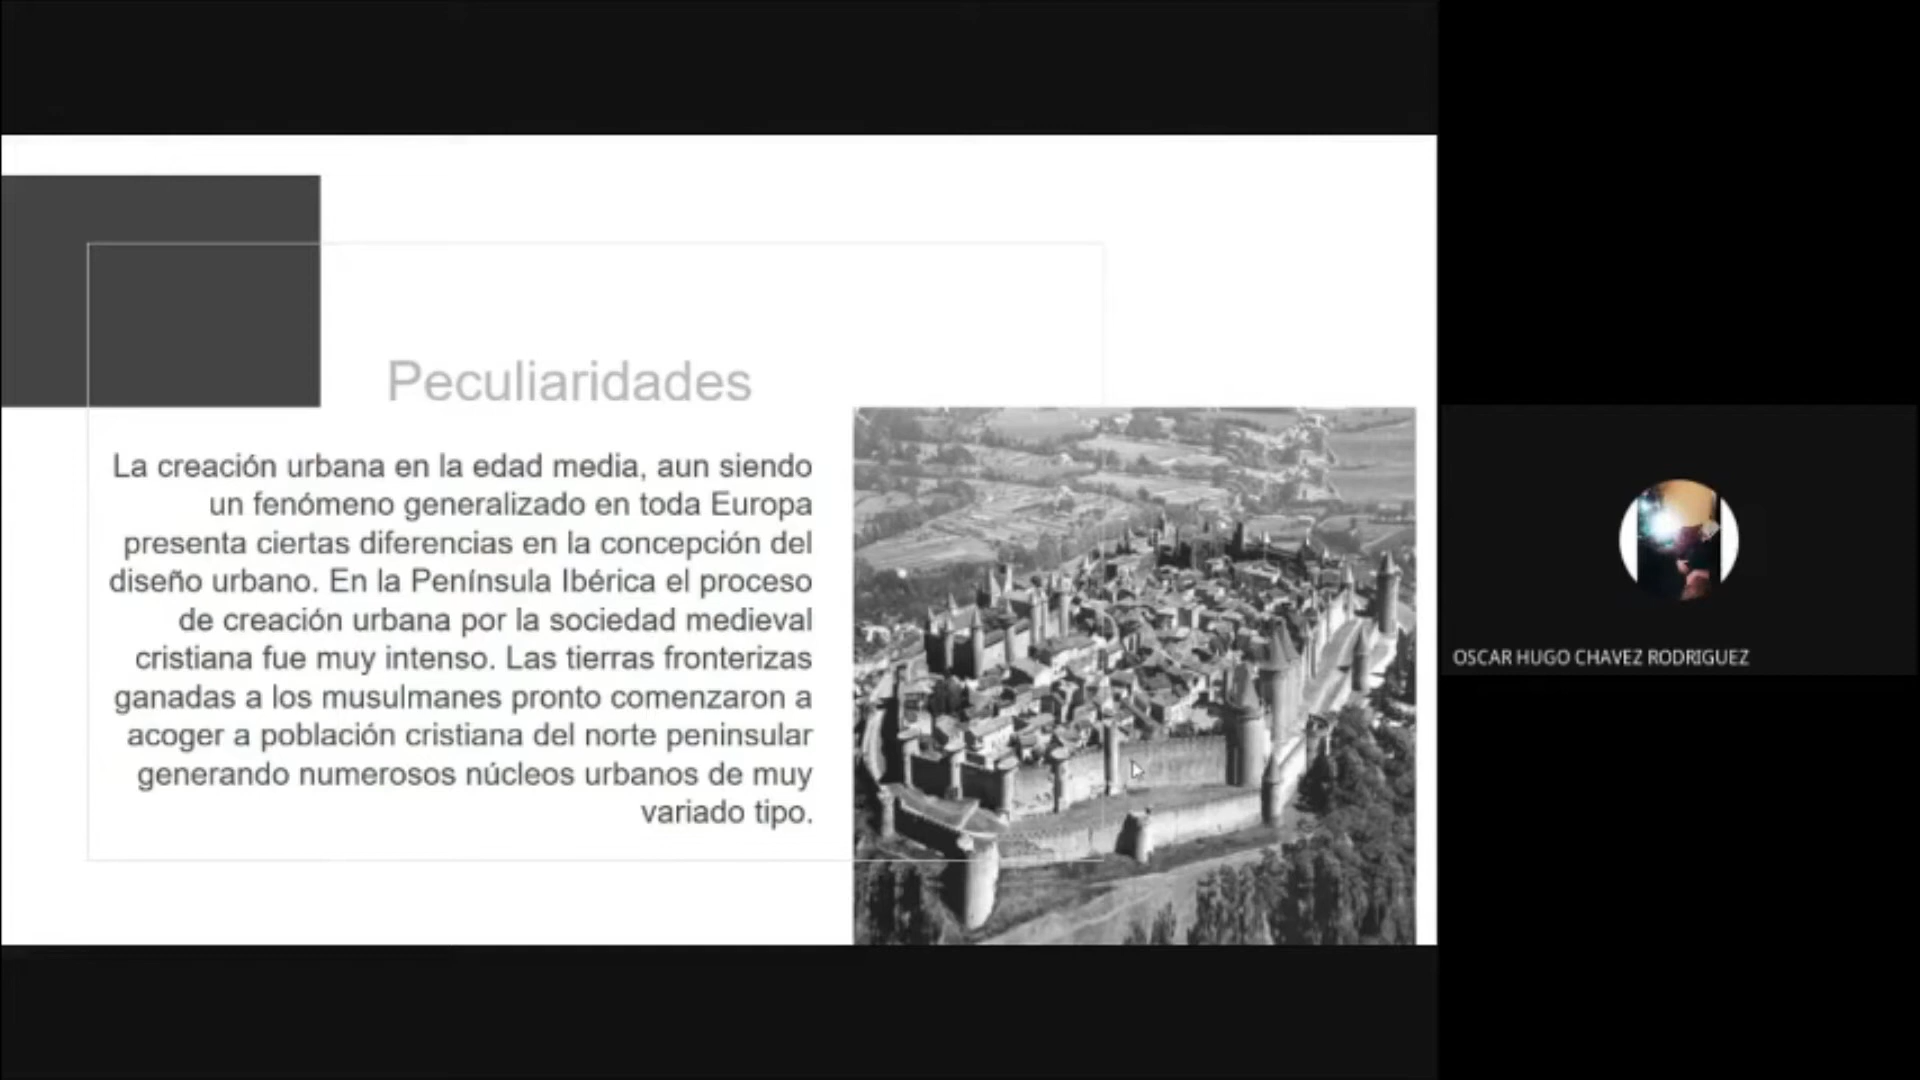 Peculiaridades
La creación urbana en la edad media, aun siendo
un fenómeno generalizado en toda Europa
presenta ciertas diferencias en la concepción del
diseño urbano. En la Península Ibérica el proceso
de creación urbana por la sociedad medieval
cristiana fue muy intenso. Las tierras fronterizas
ganadas a los musulmanes pronto comenzaron a
acoger a población cristiana del norte peninsular
generando numerosos núcleos urbanos de muy
variado tipo.
OSCAR HUGO CHAVEZ RODRIGUEZ